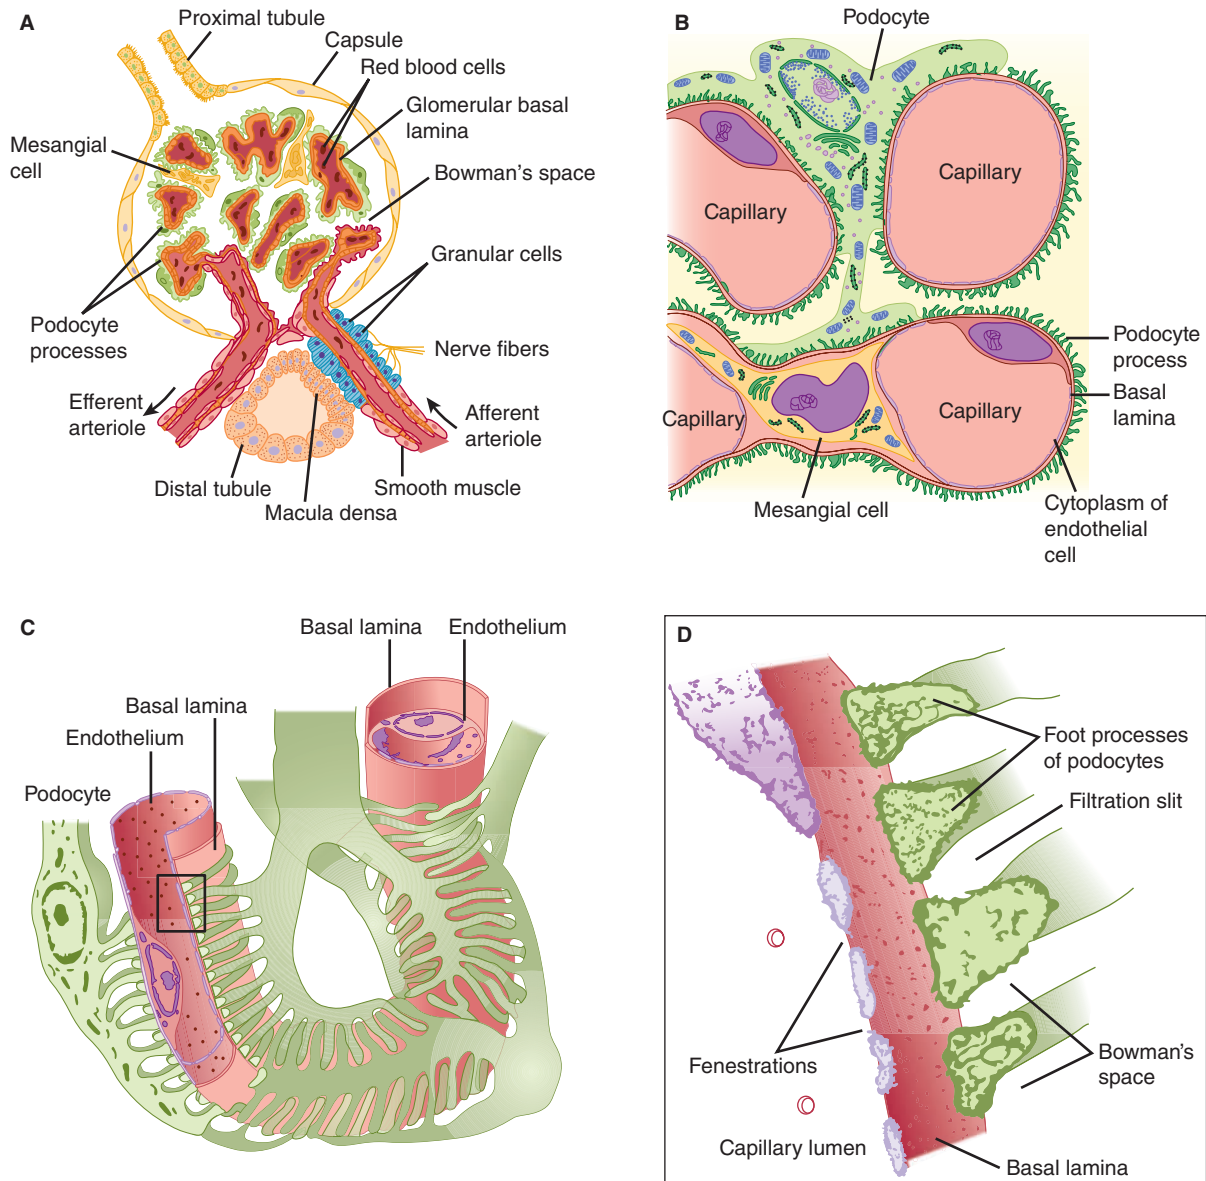 A
Proximal tubule
Capsule
Red blood cells
Glomerular basal
lamina
Mesangial
cell
Bowman’s space
Granular cells
Podocyte
processes
Nerve fibers
Efferent
arteriole
Afferent
arteriole
Distal tubule
Smooth muscle
Macula densa
B
Podocyte
Capillary
Capillary
Podocyte
process
Basal
lamina
Capillary
Capillary
Mesangial cell
Cytoplasm of
endothelial
cell
C
Basal lamina
Endothelium
Basal lamina
Endothelium
Podocyte
D
Foot processes
of podocytes
Filtration slit
Fenestrations
Bowman’s
space
Capillary lumen
Basal lamina